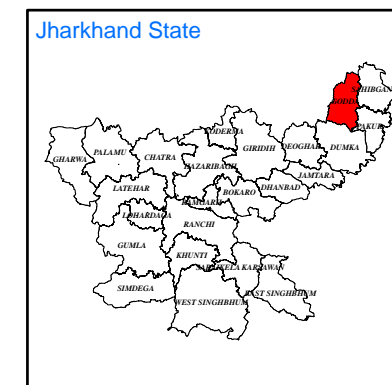 Jharkhand State
SAHIBGAN
GODDA
PAKUR
KODERMA
GIRIDIH
DEOGHAR
DUMKA
PALAMU
CHATRA
HAZARIBAGH
GHARWA
JAMTARA
LATEHAR
BOKARO
DHANBAD
RAMGARH
LOHARDAGA
RANCHI
GUMLA
KHUNTI
SARAIKELA KARSAWAN
SIMDEGA
WEST SINGHBHUM
EAST SINGHBHUM